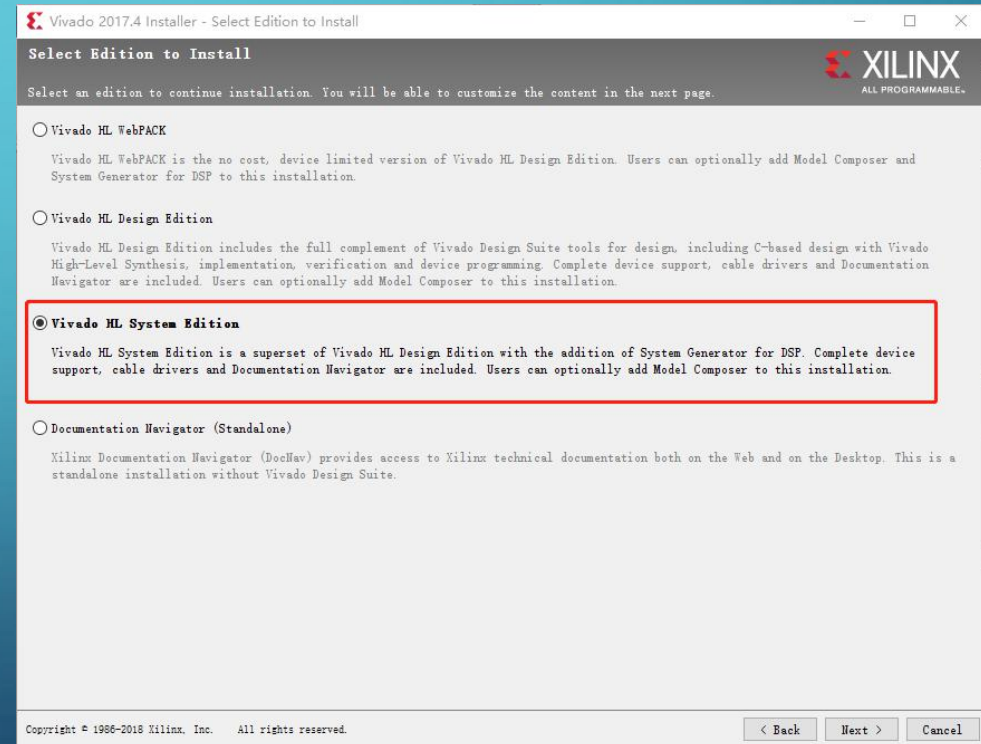 Vivado 2017.4 Installer - Select Edition to Install
Select Edition to Install
XILINX
ALL PROGRAMMABLE.
Select an edition to continue installation. You will be able to customize the content in the next page.
Vivado HL WebPACK
Vivado HL WebPACK is the no cost, device limited version of Vivado HL Design Edition. Users can optionally add Model Composer and
System Generator for DSP to this installation.
Vivado HL Design Edition
Vivado HL Design Edition includes the full complement of Vivado Design Suite tools for design, including C-based design with Vivado
High-Level Synthesis, implementation, verification and device programming. Complete device support, cable drivers and Documentation
Navigator are included. Users can optionally add Model Composer to this installation.
Vivado HL System Edition
Vivado HL System Edition is a superset of Vivado HL Design Edition with the addition of System Generator for DSP. Complete device
support, cable drivers and Documentation Navigator are included. Users can optionally add Model Composer to this installation.
Documentation Navigator (Standalone)
Xilinx Documentation Navigator (DocNav) provides access to Xilinx technical documentation both on the Web and on the Desktop. This is a
standalone installation without Vivado Design Suite.
Copyright © 1986-2018 Xilinx, Inc. All rights reserved.
< Back
Next >
Cancel